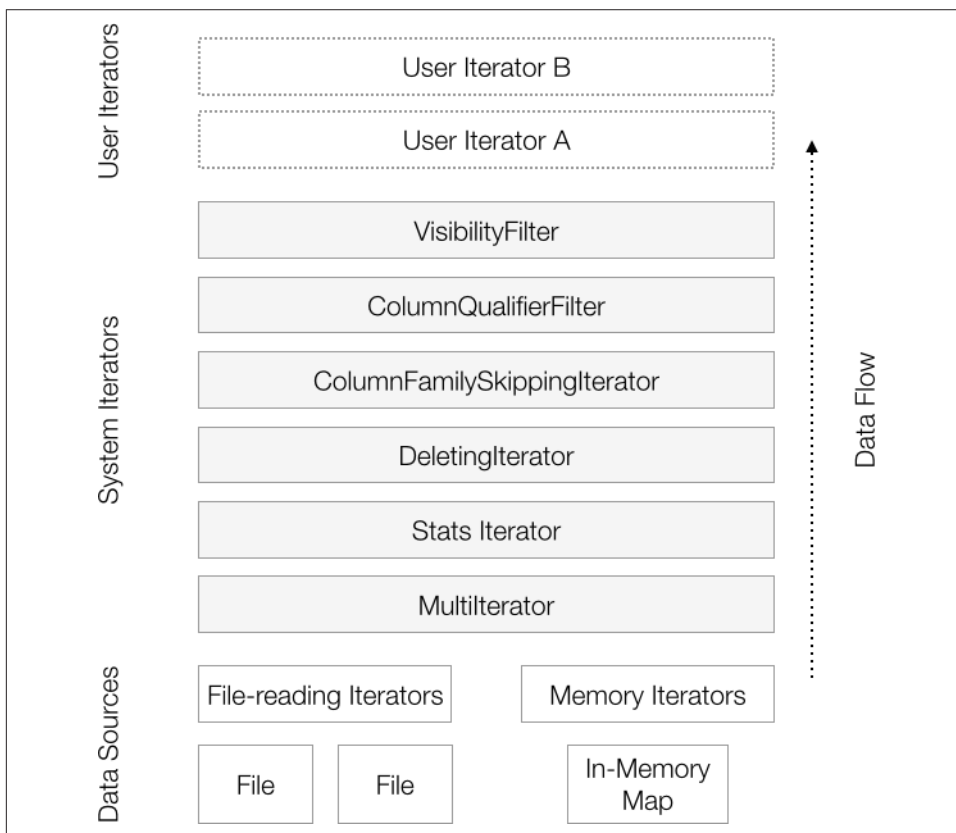 User Iterators
User Iterator B
User Iterator A
System Iterators
VisibilityFilter
ColumnQualifierFilter
ColumnFamilySkippingIterator
DeletingIterator
Stats Iterator
MultiIterator
Data Flow
Data Sources
File-reading Iterators
Memory Iterators
File
File
In-Memory
Map